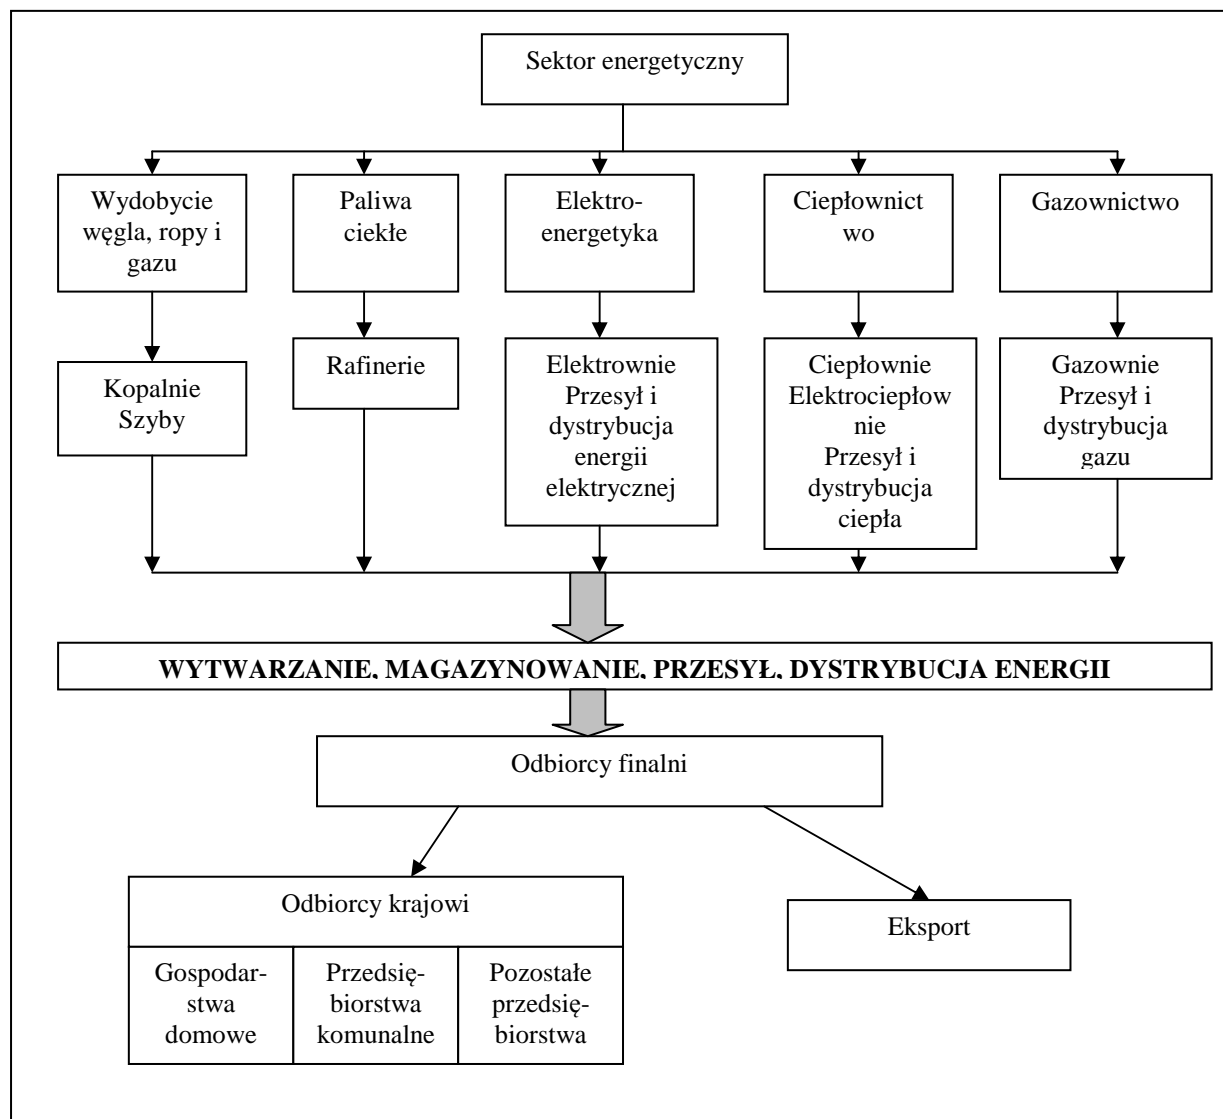 Sektor energetyczny
Wydobycie
węgla, ropy i
gazu
Paliwa
ciekłe
Elektro-
energetyka
Ciepłownict
wo
Gazownictwo
Kopalnie
Szyby
Rafinerie
Elektrownie
Przesył i
dystrybucja
energii
elektrycznej
Ciepłownie
Elektrociepłow
nie
Przesył i
dystrybucja
ciepła
Gazownie
Przesył i
dystrybucja
gazu
WYTWARZANIE, MAGAZYNOWANIE, PRZESYŁ, DYSTRYBUCJA ENERGII
Odbiorcy finalni
Odbiorcy krajowi
Gospodar-
stwa
domowe
Przedsię-
biorstwa
komunalne
Pozostałe
przedsię-
biorstwa
Eksport